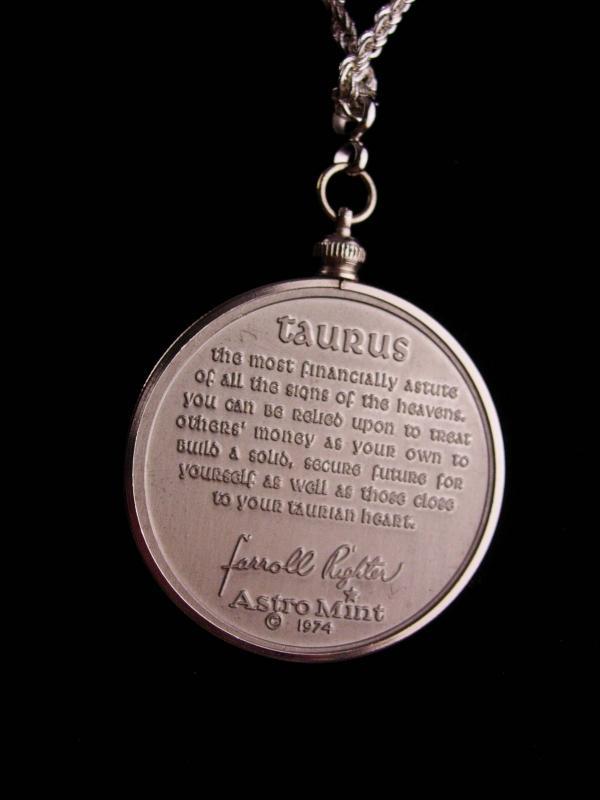 taurus
the most financially astute
of all the signs of the heavens.
you can be relied upon to treat
others' money as your own to
build a solid, secure future for
yourself as well as those close
to your taurian heart.
Carroll Righter
Astro Mint
© 1974